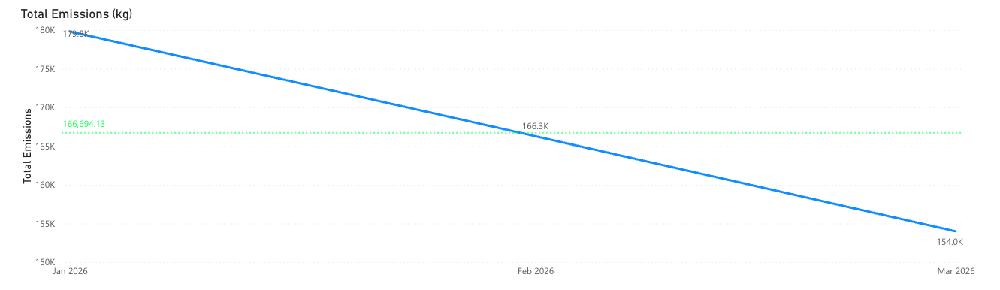 Total Emissions (kg)
180K
179.8K
175K
170K
166,694.13
166.3K
165K
160K
155K
154.0K
150K
Total Emissions
Jan 2026
Feb 2026
Mar 2026